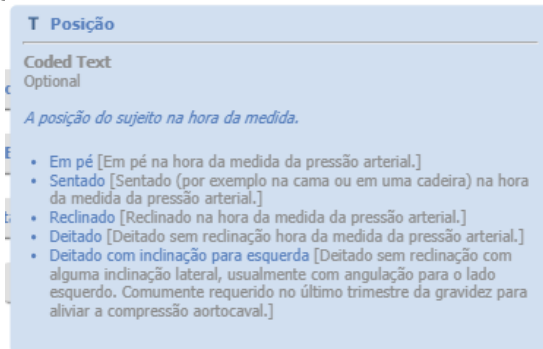 T Posição
Coded Text
Optional
A posição do sujeito na hora da medida.
• Em pé [Em pé na hora da medida da pressão arterial.]
• Sentado [Sentado (por exemplo na cama ou em uma cadeira) na hora
da medida da pressão arterial.]
• Reclinado [Reclinado na hora da medida da pressão arterial.]
• Deitado [Deitado sem reclinação hora da medida da pressão arterial.]
• Deitado com inclinação para esquerda [Deitado sem reclinação com
alguma inclinação lateral, usualmente com angulação para o lado
esquerdo. Comumente requerido no último trimestre da gravidez para
aliviar a compressão aortocaval.]